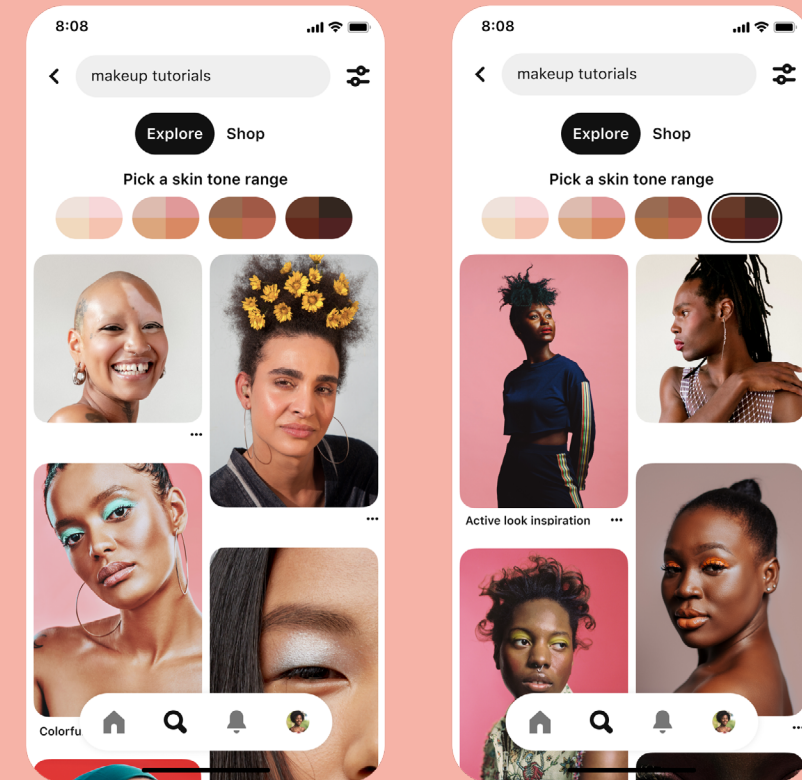 8:08
makeup tutorials
Explore Shop
Pick a skin tone range
Colorfu
8:08
makeup tutorials
Explore Shop
Pick a skin tone range
Active look inspiration